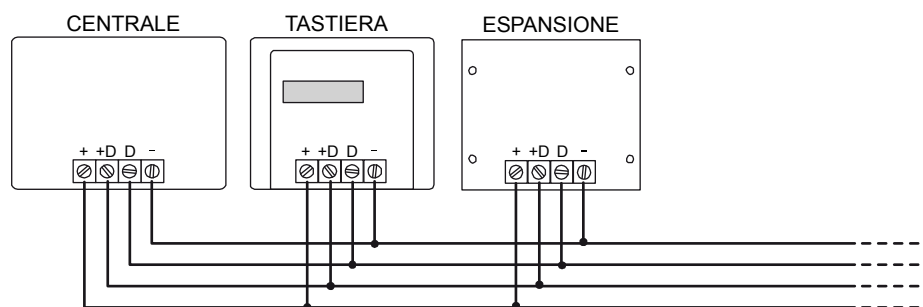 CENTRALE
TASTIERA
ESPANSIONE
+ +D D -
+ +D D -
+ +D D -